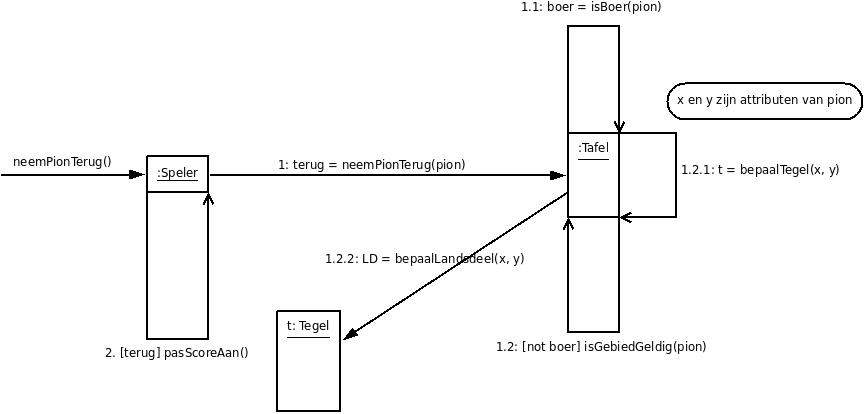 1.1: boer = isBoer(pion)
x en y zijn attributen van pion
neemPionTerug()
:Speler
1: terug = neemPionTerug(pion)
:Tafel
1.2.1: t = bepaalTegel(x, y)
1.2.2: LD = bepaalLandsdeel(x, y)
t: Tegel
2. [terug] pasScoreAan()
1.2: [not boer] isGebiedGeldig(pion)